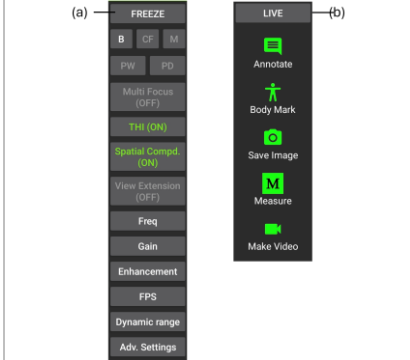 (a)
FREEZE
B CF M
PW PD
Multi Focus
(OFF)
THI (ON)
Spatial Compd.
(ON)
View Extension
(OFF)
Freq
Gain
Enhancement
FPS
Dynamic range
Adv. Settings
LIVE
(b)
Annotate
Body Mark
Save Image
M
Measure
Make Video